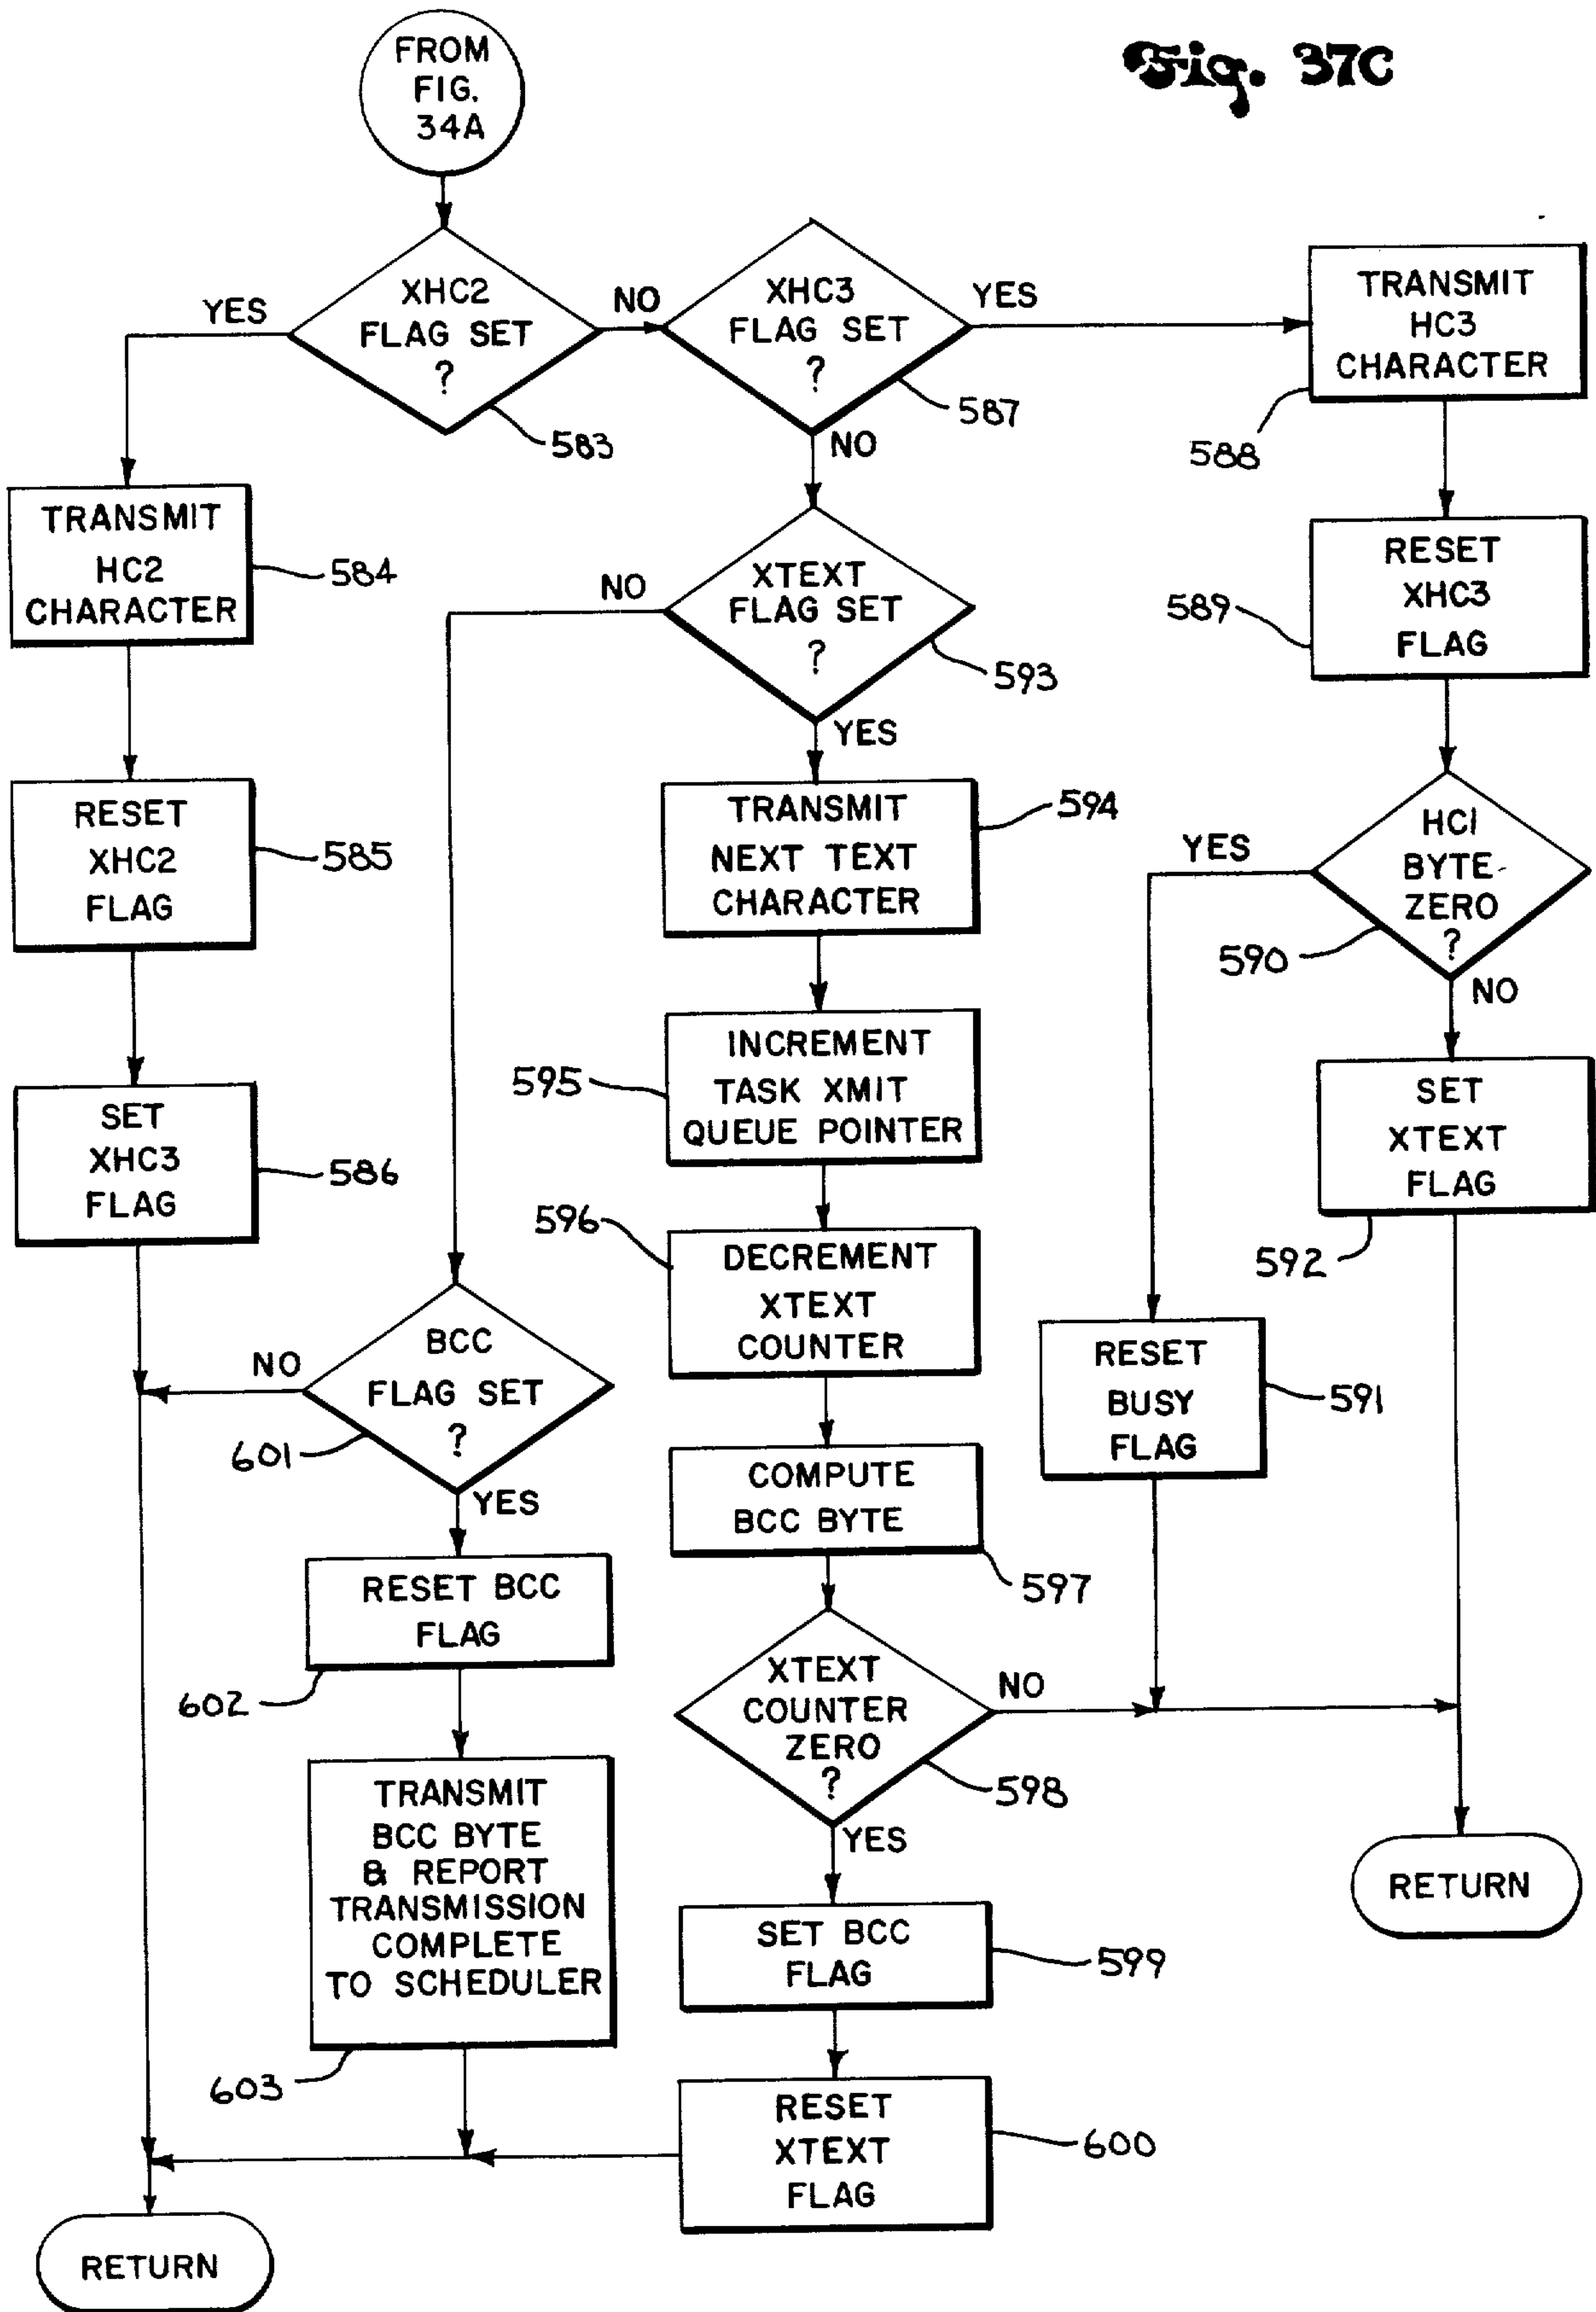 Fig. 37C
FROM
FIG.
34A
XHC2
FLAG SET
?
YES
NO
583
XHC3
FLAG SET
?
YES
587
NO
TRANSMIT
HC3
CHARACTER
588
TRANSMIT
HC2
CHARACTER
584
RESET
XHC3
FLAG
589
XTEXT
FLAG SET
?
NO
593
YES
RESET
XHC2
FLAG
585
TRANSMIT
NEXT TEXT
CHARACTER
594
HC1
BYTE
ZERO
?
YES
590
NO
INCREMENT
TASK XMIT
QUEUE POINTER
595
SET
XHC3
FLAG
586
SET
XTEXT
FLAG
592
DECREMENT
XTEXT
COUNTER
596
BCC
FLAG SET
?
NO
601
YES
RESET
BUSY
FLAG
591
COMPUTE
BCC BYTE
597
RESET BCC
FLAG
602
XTEXT
COUNTER
ZERO
?
NO
598
YES
TRANSMIT
BCC BYTE
& REPORT
TRANSMISSION
COMPLETE
TO SCHEDULER
603
RETURN
SET BCC
FLAG
599
RESET
XTEXT
FLAG
600
RETURN